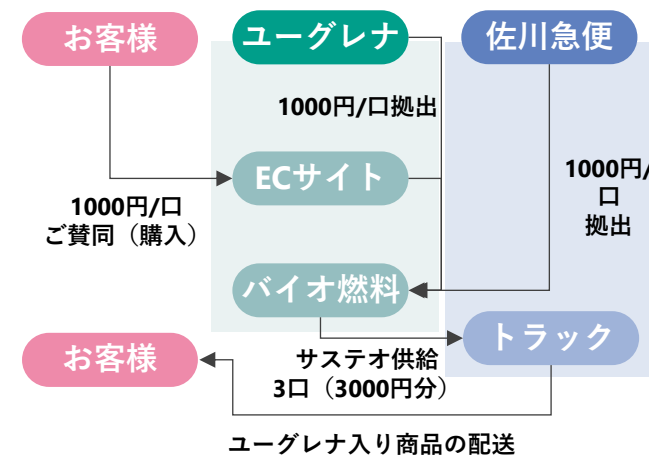 お客様
ユーグレナ
佐川急便
1000円/口拠出
ECサイト
1000円/口
ご賛同（購入）
1000円/
口
拠出
バイオ燃料
トラック
お客様
サステオ供給
3口（3000円分）
ユーグレナ入り商品の配送